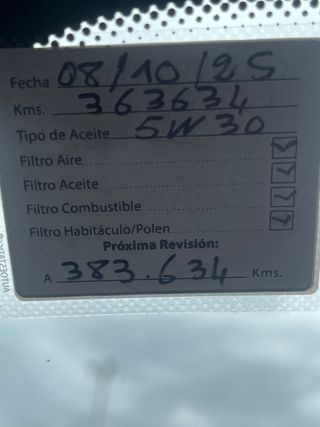 Fecha 08/10/25
Kms. 363634
Tipo de Aceite 5W30
Filtro Aire
Filtro Aceite
Filtro Combustible
Filtro Habitáculo/Polen
Próxima Revisión:
A 383.634 Kms.